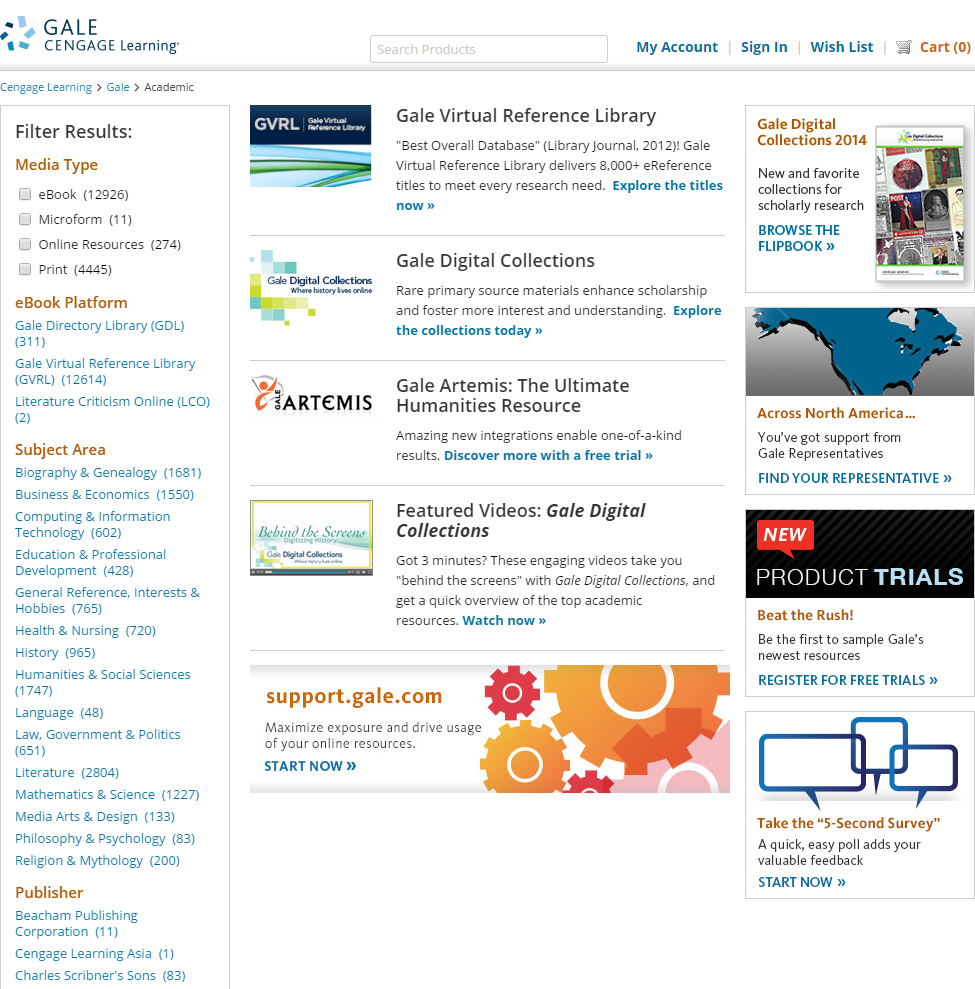 GALE
CENGAGE Learning®
Search Products
My Account | Sign In | Wish List | Cart (0)
Cengage Learning > Gale > Academic
Filter Results:
Media Type
eBook (12926)
Microform (11)
Online Resources (274)
Print (4445)
eBook Platform
Gale Directory Library (GDL)
(311)
Gale Virtual Reference Library
(GVRL) (12614)
Literature Criticism Online (LCO)
(2)
Subject Area
Biography & Genealogy (1681)
Business & Economics (1550)
Computing & Information
Technology (602)
Education & Professional
Development (428)
General Reference, Interests &
Hobbies (765)
Health & Nursing (720)
History (965)
Humanities & Social Sciences
(1747)
Language (48)
Law, Government & Politics
(651)
Literature (2804)
Mathematics & Science (1227)
Media Arts & Design (133)
Philosophy & Psychology (83)
Religion & Mythology (200)
Publisher
Beacham Publishing
Corporation (11)
Cengage Learning Asia (1)
Charles Scribner's Sons (83)
GVRL | Gale Virtual
Reference Library
Gale Virtual Reference Library
"Best Overall Database" (Library Journal, 2012)! Gale
Virtual Reference Library delivers 8,000+ eReference
titles to meet every research need. Explore the titles
now »
Gale Digital Collections
Where history lives online
Gale Digital Collections
Rare primary source materials enhance scholarship
and foster more interest and understanding. Explore
the collections today »
GALE
ARTEMIS
Gale Artemis: The Ultimate
Humanities Resource
Amazing new integrations enable one-of-a-kind
results. Discover more with a free trial »
Behind the Screens
Digitizing History
Gale Digital Collections
Where history lives online
Featured Videos: Gale Digital
Collections
Got 3 minutes? These engaging videos take you
"behind the screens" with Gale Digital Collections, and
get a quick overview of the top academic
resources. Watch now »
support.gale.com
Maximize exposure and drive usage
of your online resources.
START NOW »
Gale Digital
Collections 2014
New and favorite
collections for
scholarly research
BROWSE THE
FLIPBOOK »
Gale Digital Collections
Across North America...
You've got support from
Gale Representatives
FIND YOUR REPRESENTATIVE »
NEW
PRODUCT TRIALS
Beat the Rush!
Be the first to sample Gale's
newest resources
REGISTER FOR FREE TRIALS »
Take the “5-Second Survey”
A quick, easy poll adds your
valuable feedback
START NOW »